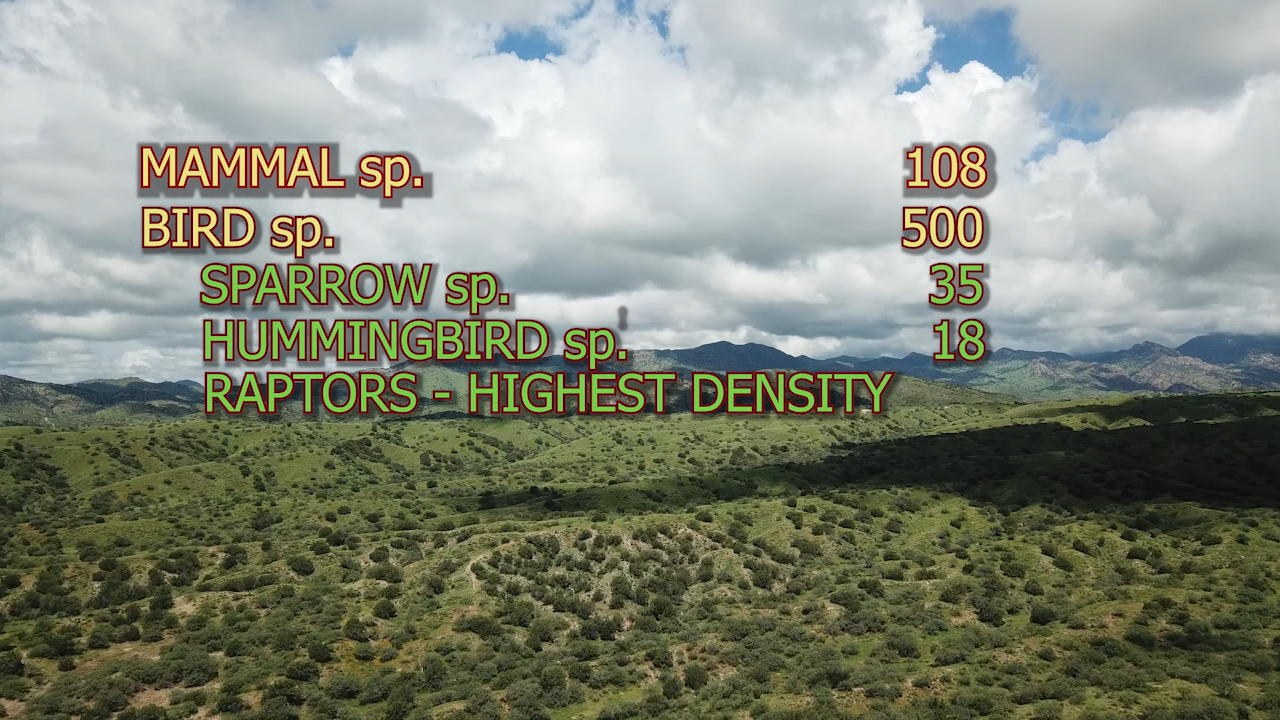 MAMMAL sp. 108
BIRD sp. 500
SPARROW sp. 35
HUMMINGBIRD sp. 18
RAPTORS - HIGHEST DENSITY